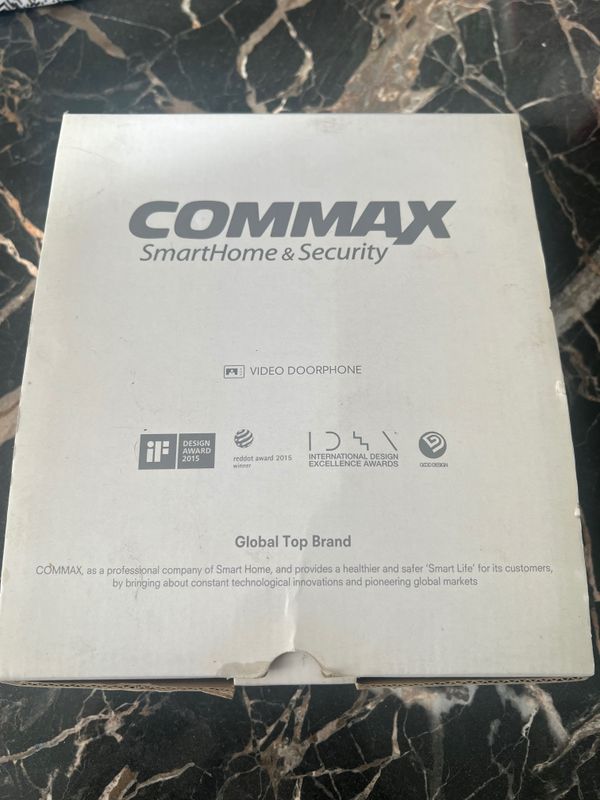 COMMAX
SmartHome & Security
VIDEO DOORPHONE
iF
DESIGN
AWARD
2015
reddot award 2015
winner
INTERNATIONAL DESIGN
EXCELLENCE AWARDS
GOOD DESIGN
Global Top Brand
COMMAX, as a professional company of Smart Home, and provides a healthier and safer 'Smart Life' for its customers,
by bringing about constant technological innovations and pioneering global markets